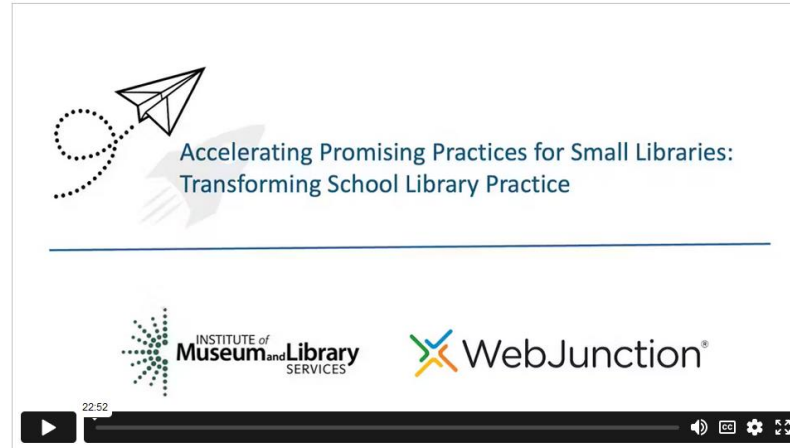 Accelerating Promising Practices for Small Libraries:
Transforming School Library Practice
INSTITUTE of
Museum and Library
SERVICES
WebJunction®
22:52
CC